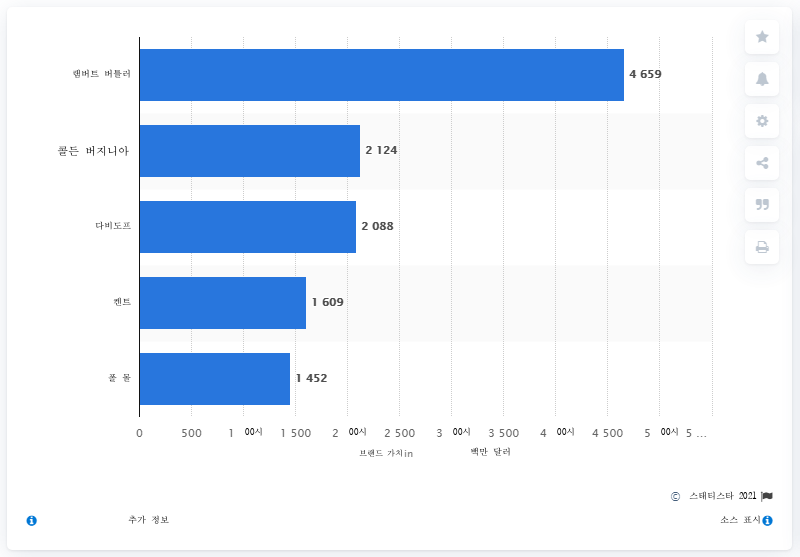 랜버트 버틀러 4 659
골든 버지니아 2 124
다비도프 2 088
켄트 1 609
폴 몰 1 452
0 500 1 00시 1 500 2 00시 2 500 3 00시 3 500 4 00시 4 500 5 00시 5 ...
브랜드 가치in 백만 달러
© 스태티스타 2021
추가 정보 소스 표시